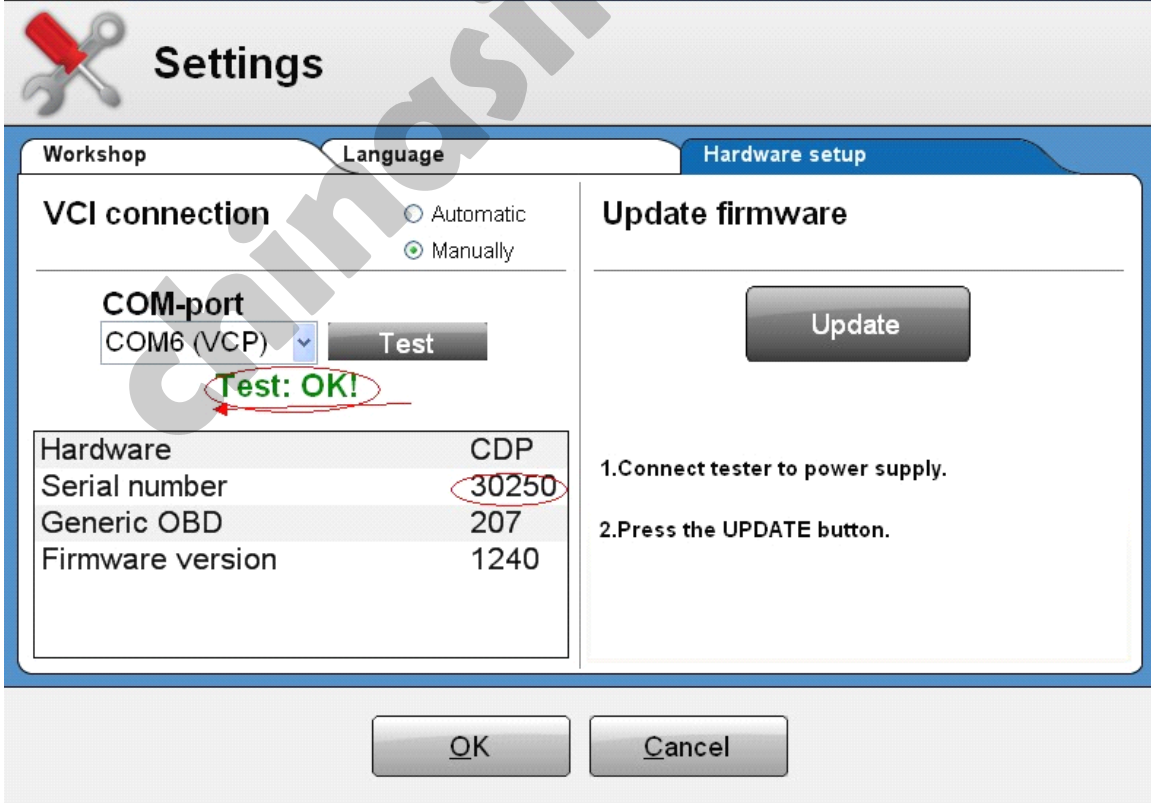 Settings
Workshop
Language
Hardware setup
VCI connection
Automatic
Manually
COM-port
COM6 (VCP)
Test
Test: OK!
Hardware CDP
Serial number 30250
Generic OBD 207
Firmware version 1240
Update firmware
Update
1.Connect tester to power supply.
2.Press the UPDATE button.
OK
Cancel